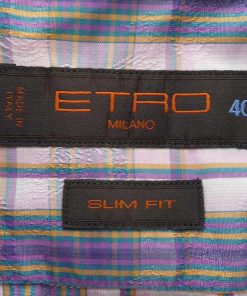 MADE IN
ITALY
ETRO
MILANO
40
SLIM FIT